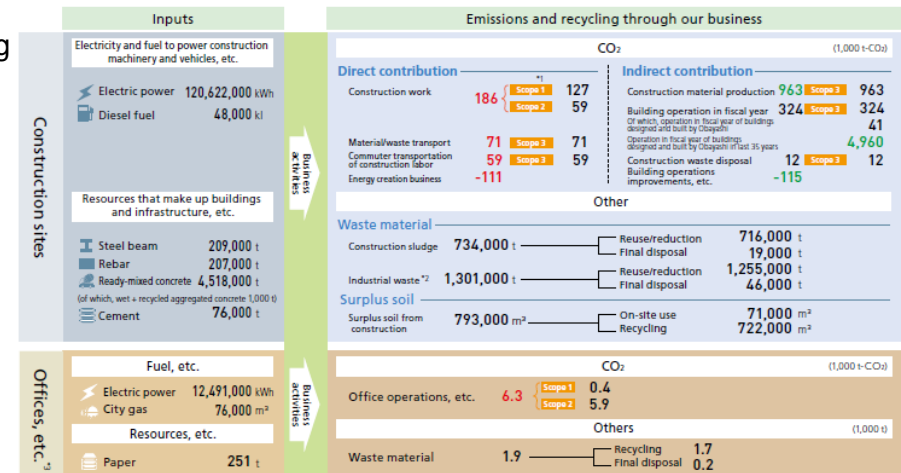 g
Inputs
Emissions and recycling through our business
Construction sites
Electricity and fuel to power construction
machinery and vehicles, etc.
Electric power 120,622,000 kWh
Diesel fuel 48,000 kl
Resources that make up buildings
and infrastructure, etc.
Steel beam 209,000 t
Rebar 207,000 t
Ready-mixed concrete 4,518,000 t
(of which, wet + recycled aggregated concrete 1,000 t)
Cement 76,000 t
Business
activities
CO₂ (1,000 t-CO₂)
Direct contribution
*1
Construction work 186 Scope 1 127
Scope 2 59
Material/waste transport 71 Scope 3 71
Commuter transportation
of construction labor 59 Scope 3 59
Energy creation business -111
Indirect contribution
Construction material production 963 Scope 3 963
Building operation in fiscal year 324 Scope 3 324
Of which, operation in fiscal year of buildings
designed and built by Obayashi 41
Operation in fiscal year of buildings
designed and built by Obayashi in last 35 years 4,960
Construction waste disposal 12 Scope 3 12
Building operations
improvements, etc. -115
Other
Waste material
Construction sludge 734,000 t Reuse/reduction 716,000 t
Final disposal 19,000 t
Industrial waste*2 1,301,000 t Reuse/reduction 1,255,000 t
Final disposal 46,000 t
Surplus soil
Surplus soil from
construction 793,000 m³ On-site use 71,000 m³
Recycling 722,000 m³
Offices, etc.*3
Fuel, etc.
Electric power 12,491,000 kWh
City gas 76,000 m³
Resources, etc.
Paper 251 t
Business
activities
CO₂ (1,000 t-CO₂)
Office operations, etc. 6.3 Scope 1 0.4
Scope 2 5.9
Others (1,000 t)
Waste material 1.9 Recycling 1.7
Final disposal 0.2